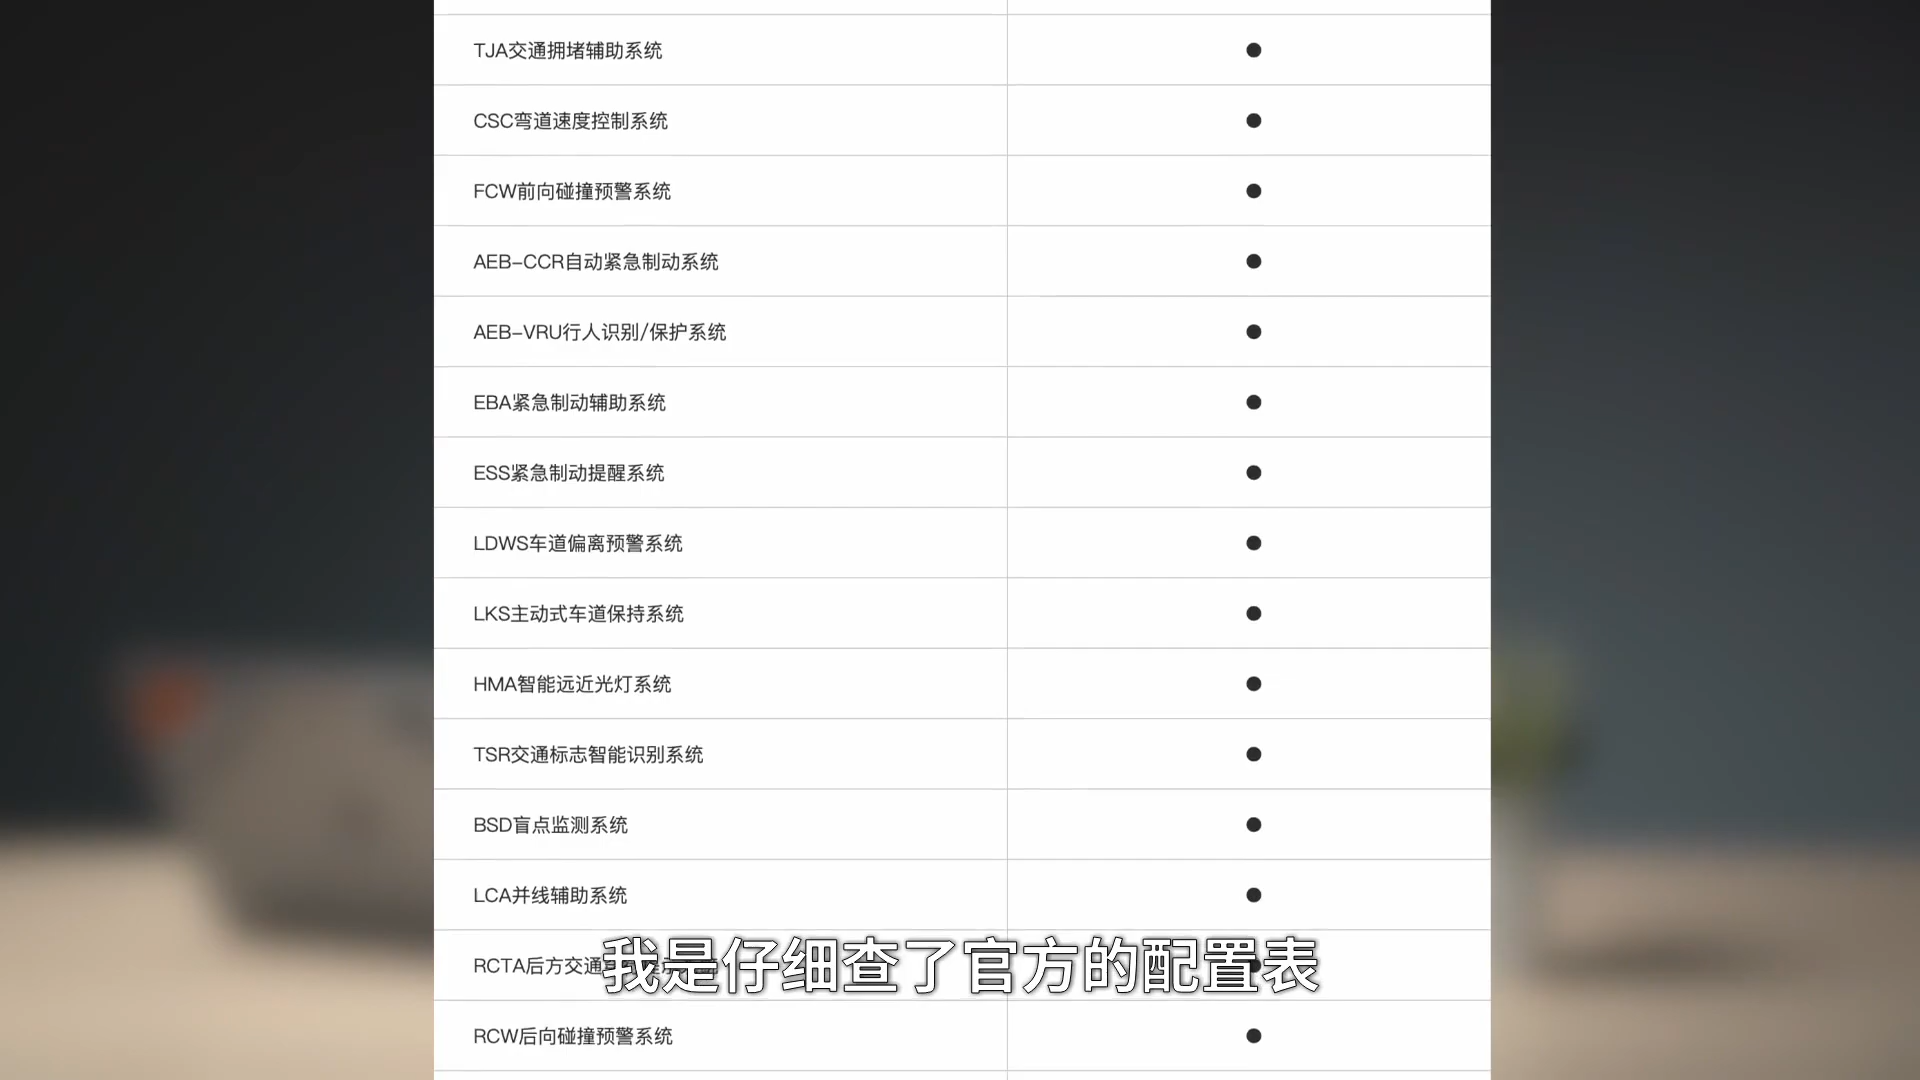 TJA交通拥堵辅助系统 ●
CSC弯道速度控制系统 ●
FCW前向碰撞预警系统 ●
AEB-CCR自动紧急制动系统 ●
AEB-VRU行人识别/保护系统 ●
EBA紧急制动辅助系统 ●
ESS紧急制动提醒系统 ●
LDWS车道偏离预警系统 ●
LKS主动式车道保持系统 ●
HMA智能远近光灯系统 ●
TSR交通标志智能识别系统 ●
BSD盲点监测系统 ●
LCA并线辅助系统 ●
RCTA后方交通 ●
我是仔细查了官方的配置表
RCW后向碰撞预警系统 ●